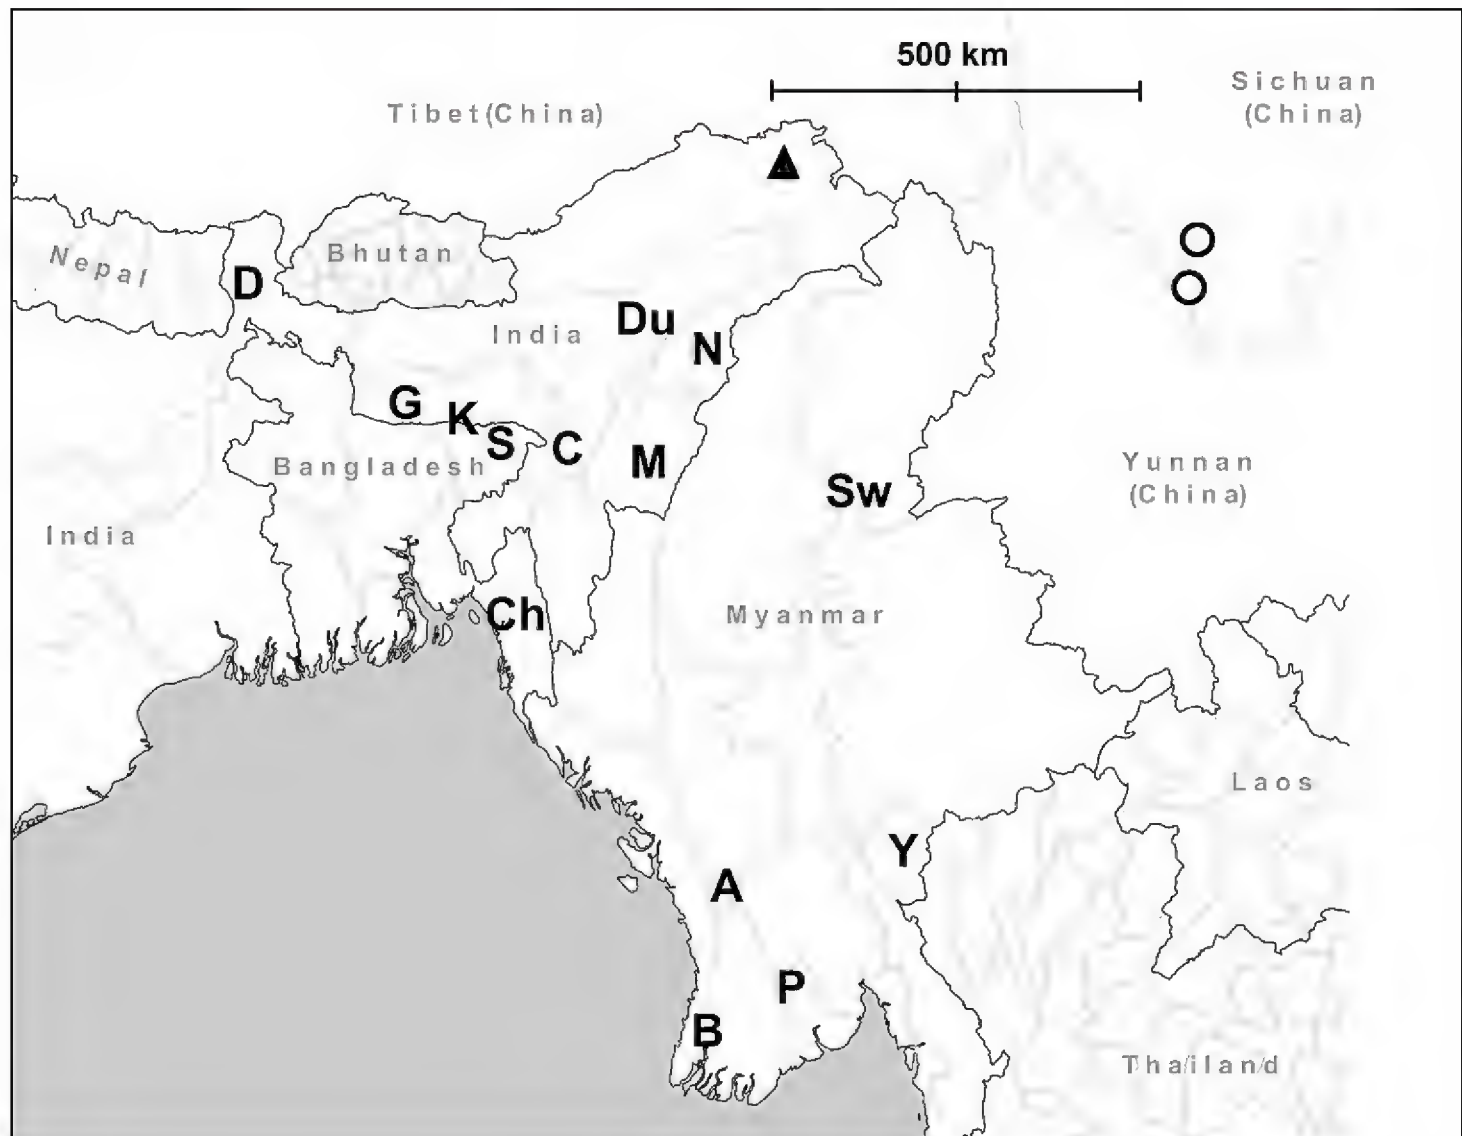 500 km
Sichuan
(China)
Tibet (China)
Nepal
Bhutan
D
India
Du
N
G
K
S
C
M
Bangladesh
Sw
Yunnan
(China)
India
Ch
Myanmar
Laos
Y
A
P
B
Thailand